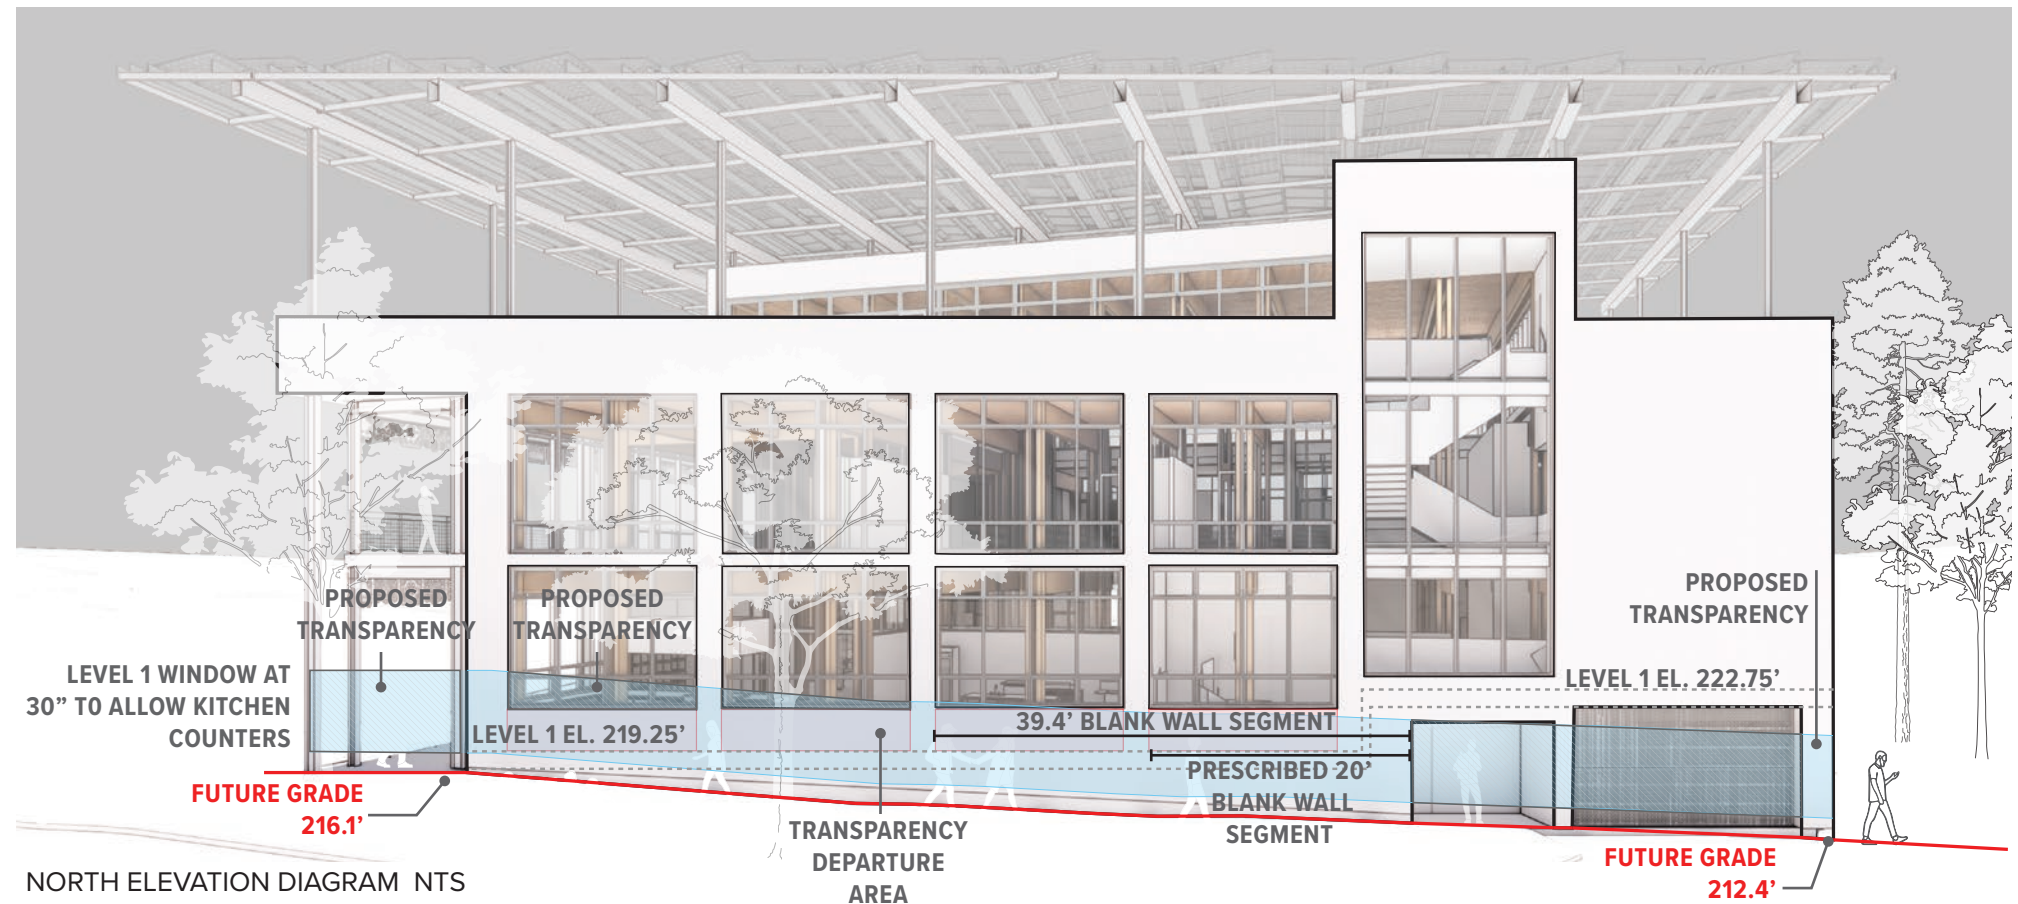 PROPOSED
TRANSPARENCY
PROPOSED
TRANSPARENCY
PROPOSED
TRANSPARENCY
LEVEL 1 WINDOW AT
30” TO ALLOW KITCHEN
COUNTERS
LEVEL 1 EL. 222.75’
LEVEL 1 EL. 219.25’
39.4’ BLANK WALL SEGMENT
PRESCRIBED 20’
BLANK WALL
SEGMENT
FUTURE GRADE
216.1’
TRANSPARENCY
DEPARTURE
AREA
FUTURE GRADE
212.4’
NORTH ELEVATION DIAGRAM NTS